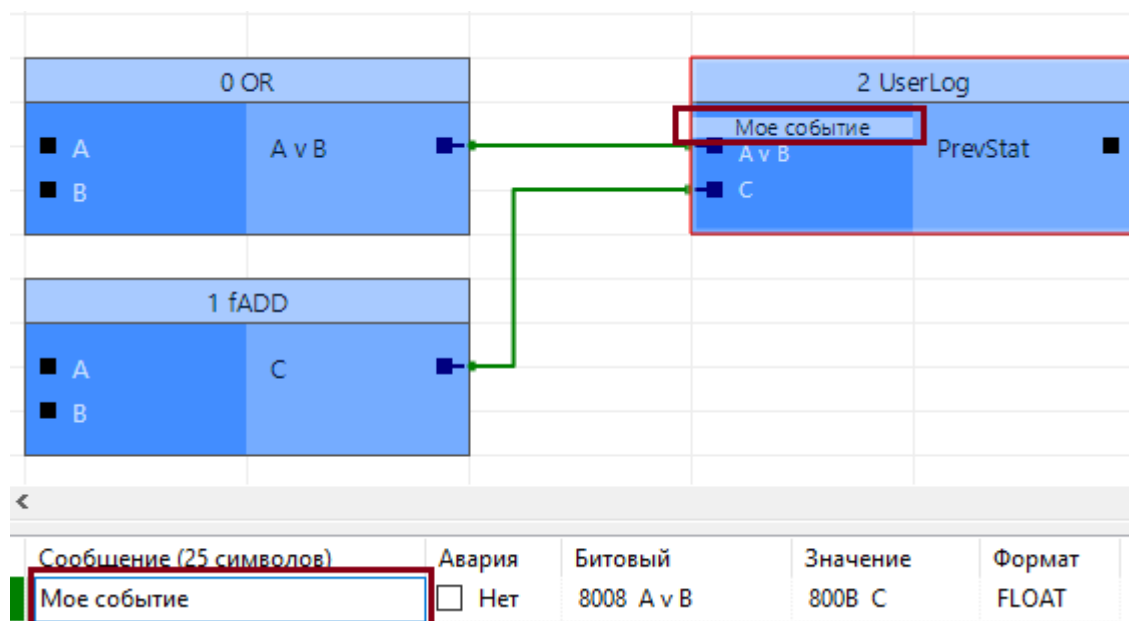 0 OR
A
A v B
B
2 UserLog
Мое событие
A v B
PrevStat
C
1 fADD
A
C
B
Сообщение (25 символов) Авария Битовый Значение Формат
Мое событие Нет 8008 A v B 800B C FLOAT